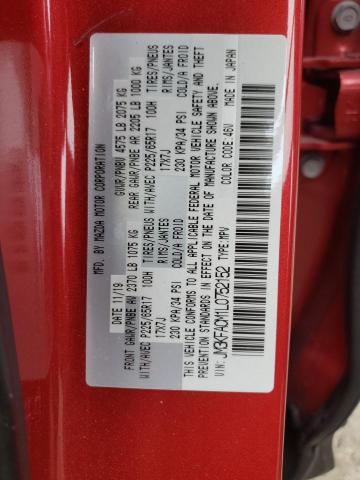 MFD. BY MAZDA MOTOR CORPORATION
DATE: 11/19 GVWR/PNBV 4575 LB 2075 KG
FRONT GAWR/PNBE AV 2370 LB 1075 KG REAR GAWR/PNBE AR 2205 LB 1000 KG
WITH/AVEC P225/65R17 100H TIRES/PNEUS WITH/AVEC P225/65R17 100H TIRES/PNEUS
17X7J RIMS/JANTES 17X7J RIMS/JANTES
230 KPA/34 PSI COLD/A FROID 230 KPA/34 PSI COLD/A FROID
THIS VEHICLE CONFORMS TO ALL APPLICABLE FEDERAL MOTOR VEHICLE SAFETY AND THEFT
PREVENTION STANDARDS IN EFFECT ON THE DATE OF MANUFACTURE SHOWN ABOVE.
VIN: JM3KFADM1L0752152 TYPE: MPV COLOR CODE: 46V MADE IN JAPAN